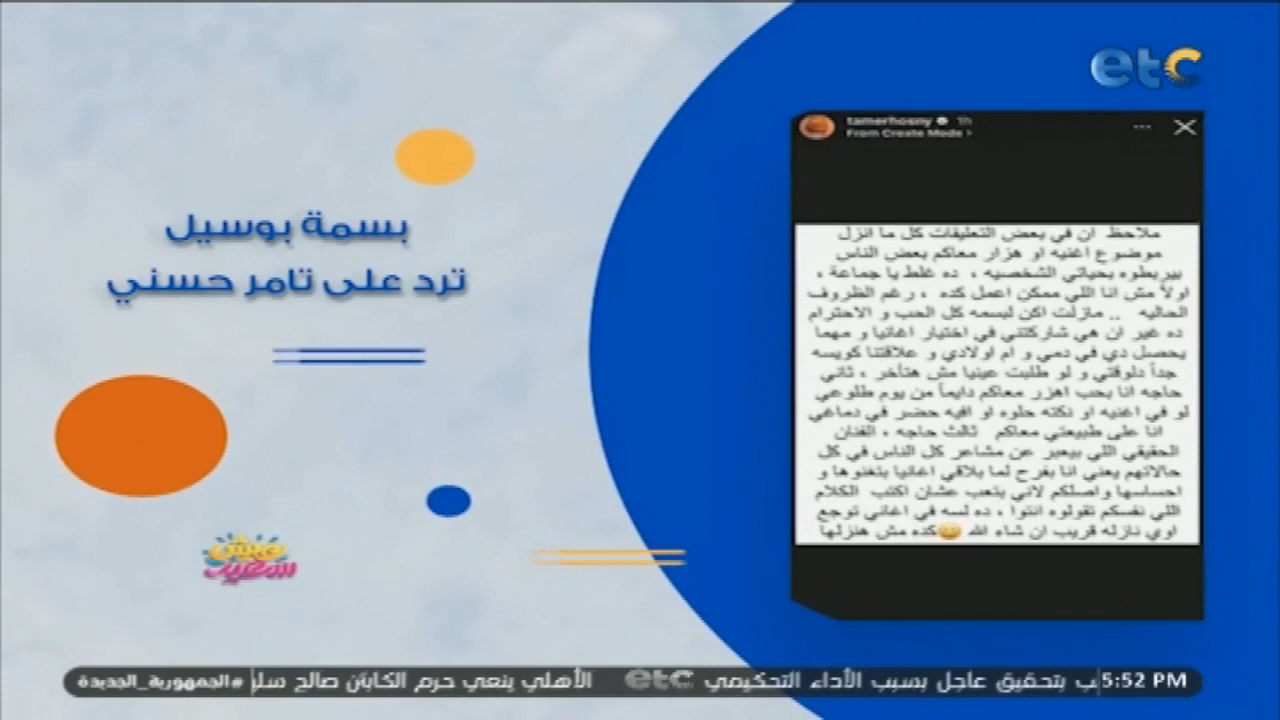 etc
tamerhosny 1h
From Create Mode
ملاحظ ان في بعض التعليقات كل ما انزل
موضوع اغنيه او هزار معاكم بعض الناس
بيربطوه بحياتي الشخصيه ، ده غلط يا جماعة ،
اولاً مش انا اللي ممكن اعمل كده ، رغم الظروف
الحاليه .. مازلت اكن لبسمه كل الحب و الاحترام
ده غير ان هي شاركتني في اختيار اغانيا و مهما
يحصل دي في دمي و ام اولادي و علاقتنا كويسه
جداً دلوقتي و لو طلبت عينيا مش هتأخر ، ثاني
حاجه انا بحب اهزر معاكم دايماً من يوم طلوعي
لو في اغنيه او نكته حلوه او افيه حضر في دماغي
انا على طبيعتي معاكم ثالث حاجه ، الفنان
الحقيقي اللي بيعبر عن مشاعر كل الناس في كل
حالاتهم يعني انا بفرح لما بلاقي اغانيا بتغنوها و
احساسها واصلكم لاني بتعب عشان اكتب الكلام
اللي نفسكم تقولوه انتوا ، ده لسه في اغاني توجع
اوي نازله قريب ان شاء الله 😄كده مش هنزلها
بسمة بوسيل
ترد على تامر حسني
عيش صغيرة
5:52 PM
ب بتحقيق عاجل بسبب الأداء التحكيمي etc الأهلي ينعي حرم الكابتن صالح سلي
#الجمهورية_الجديدة